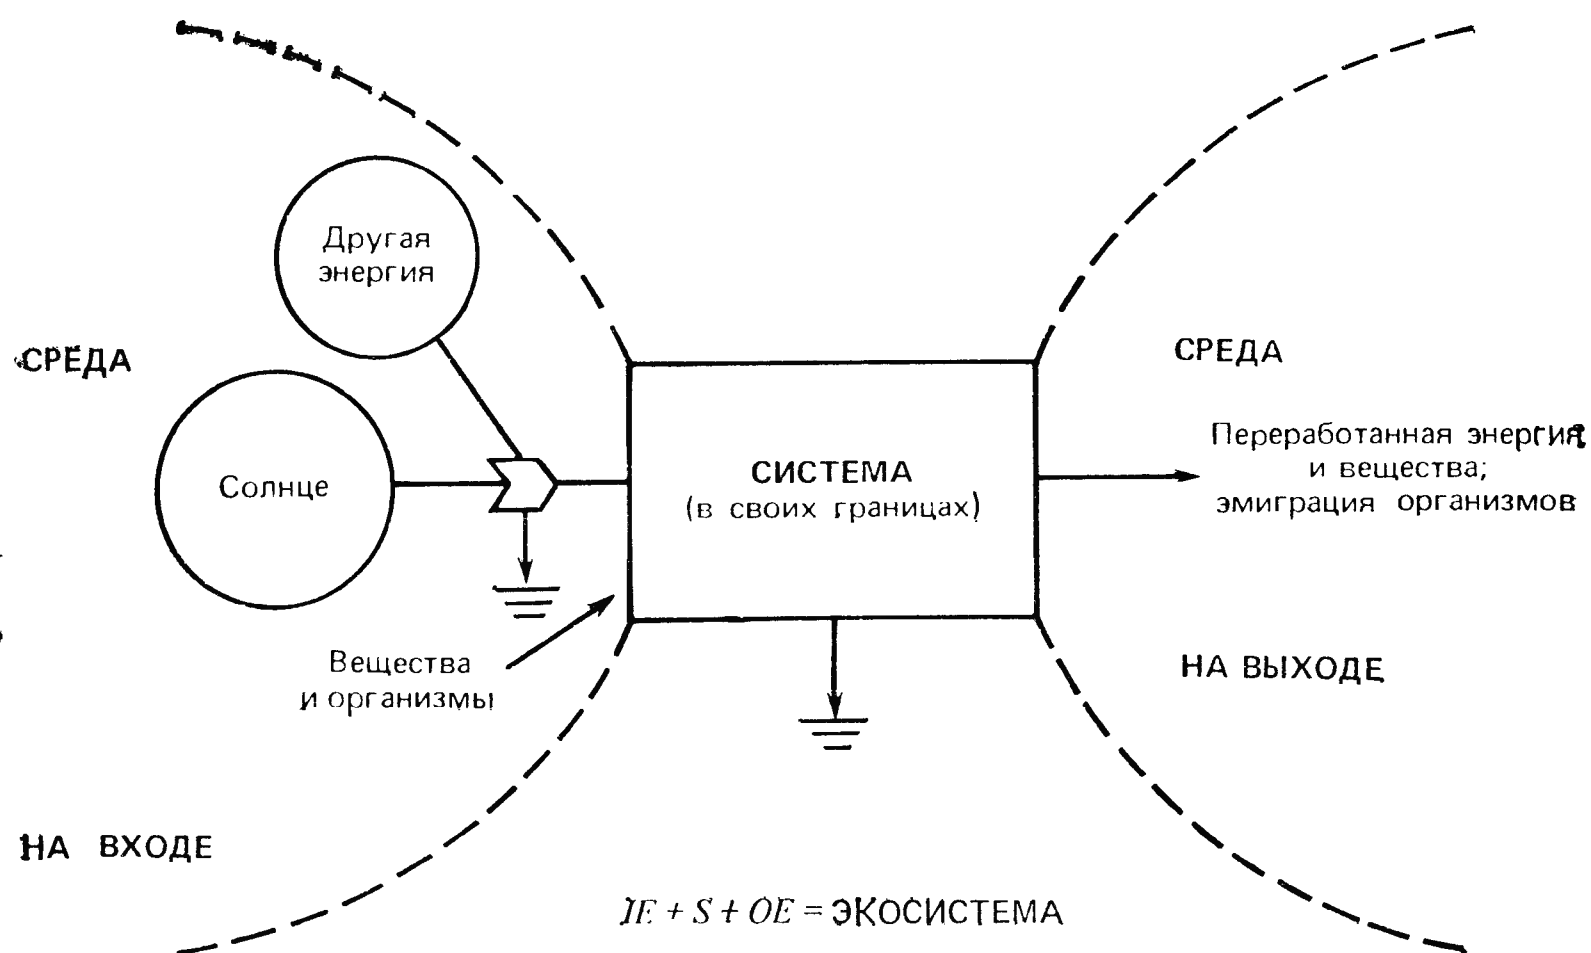 Другая
энергия
СРЕДА
Солнце
Вещества
и организмы
НА ВХОДЕ
СИСТЕМА
(в своих границах)
СРЕДА
Переработанная энергия
и вещества;
эмиграция организмов
НА ВЫХОДЕ
IE + S + OE = ЭКОСИСТЕМА